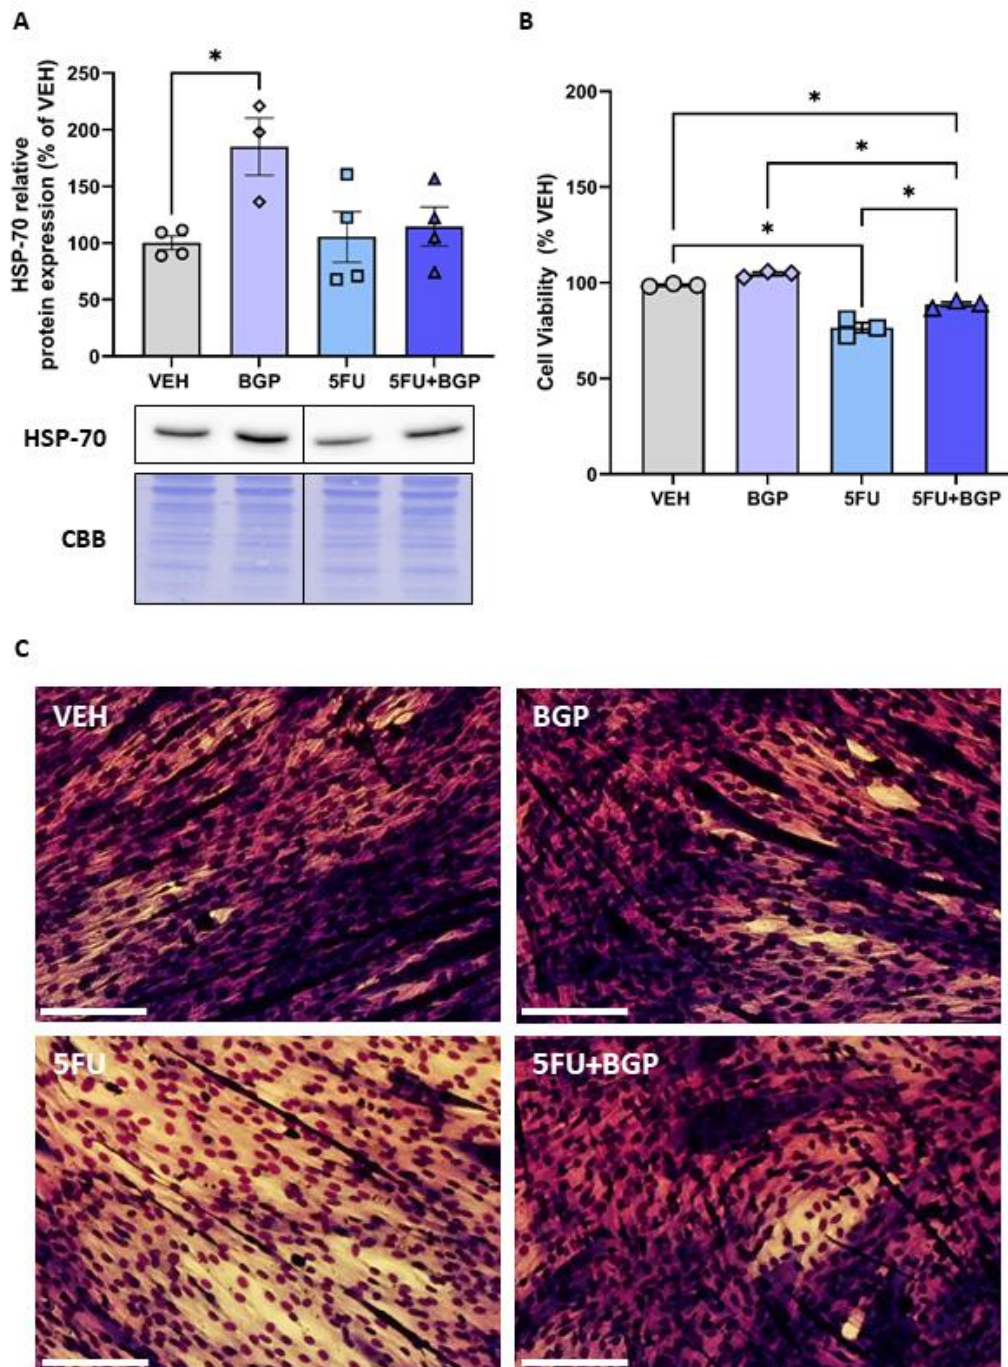 A
HSP-70 relative
protein expression (% of VEH)
250
200
150
100
50
0
*
VEH BGP 5FU 5FU+BGP
HSP-70
CBB
B
Cell Viability (% VEH)
200
150
100
50
0
*
*
*
*
VEH BGP 5FU 5FU+BGP
C
VEH
BGP
5FU
5FU+BGP